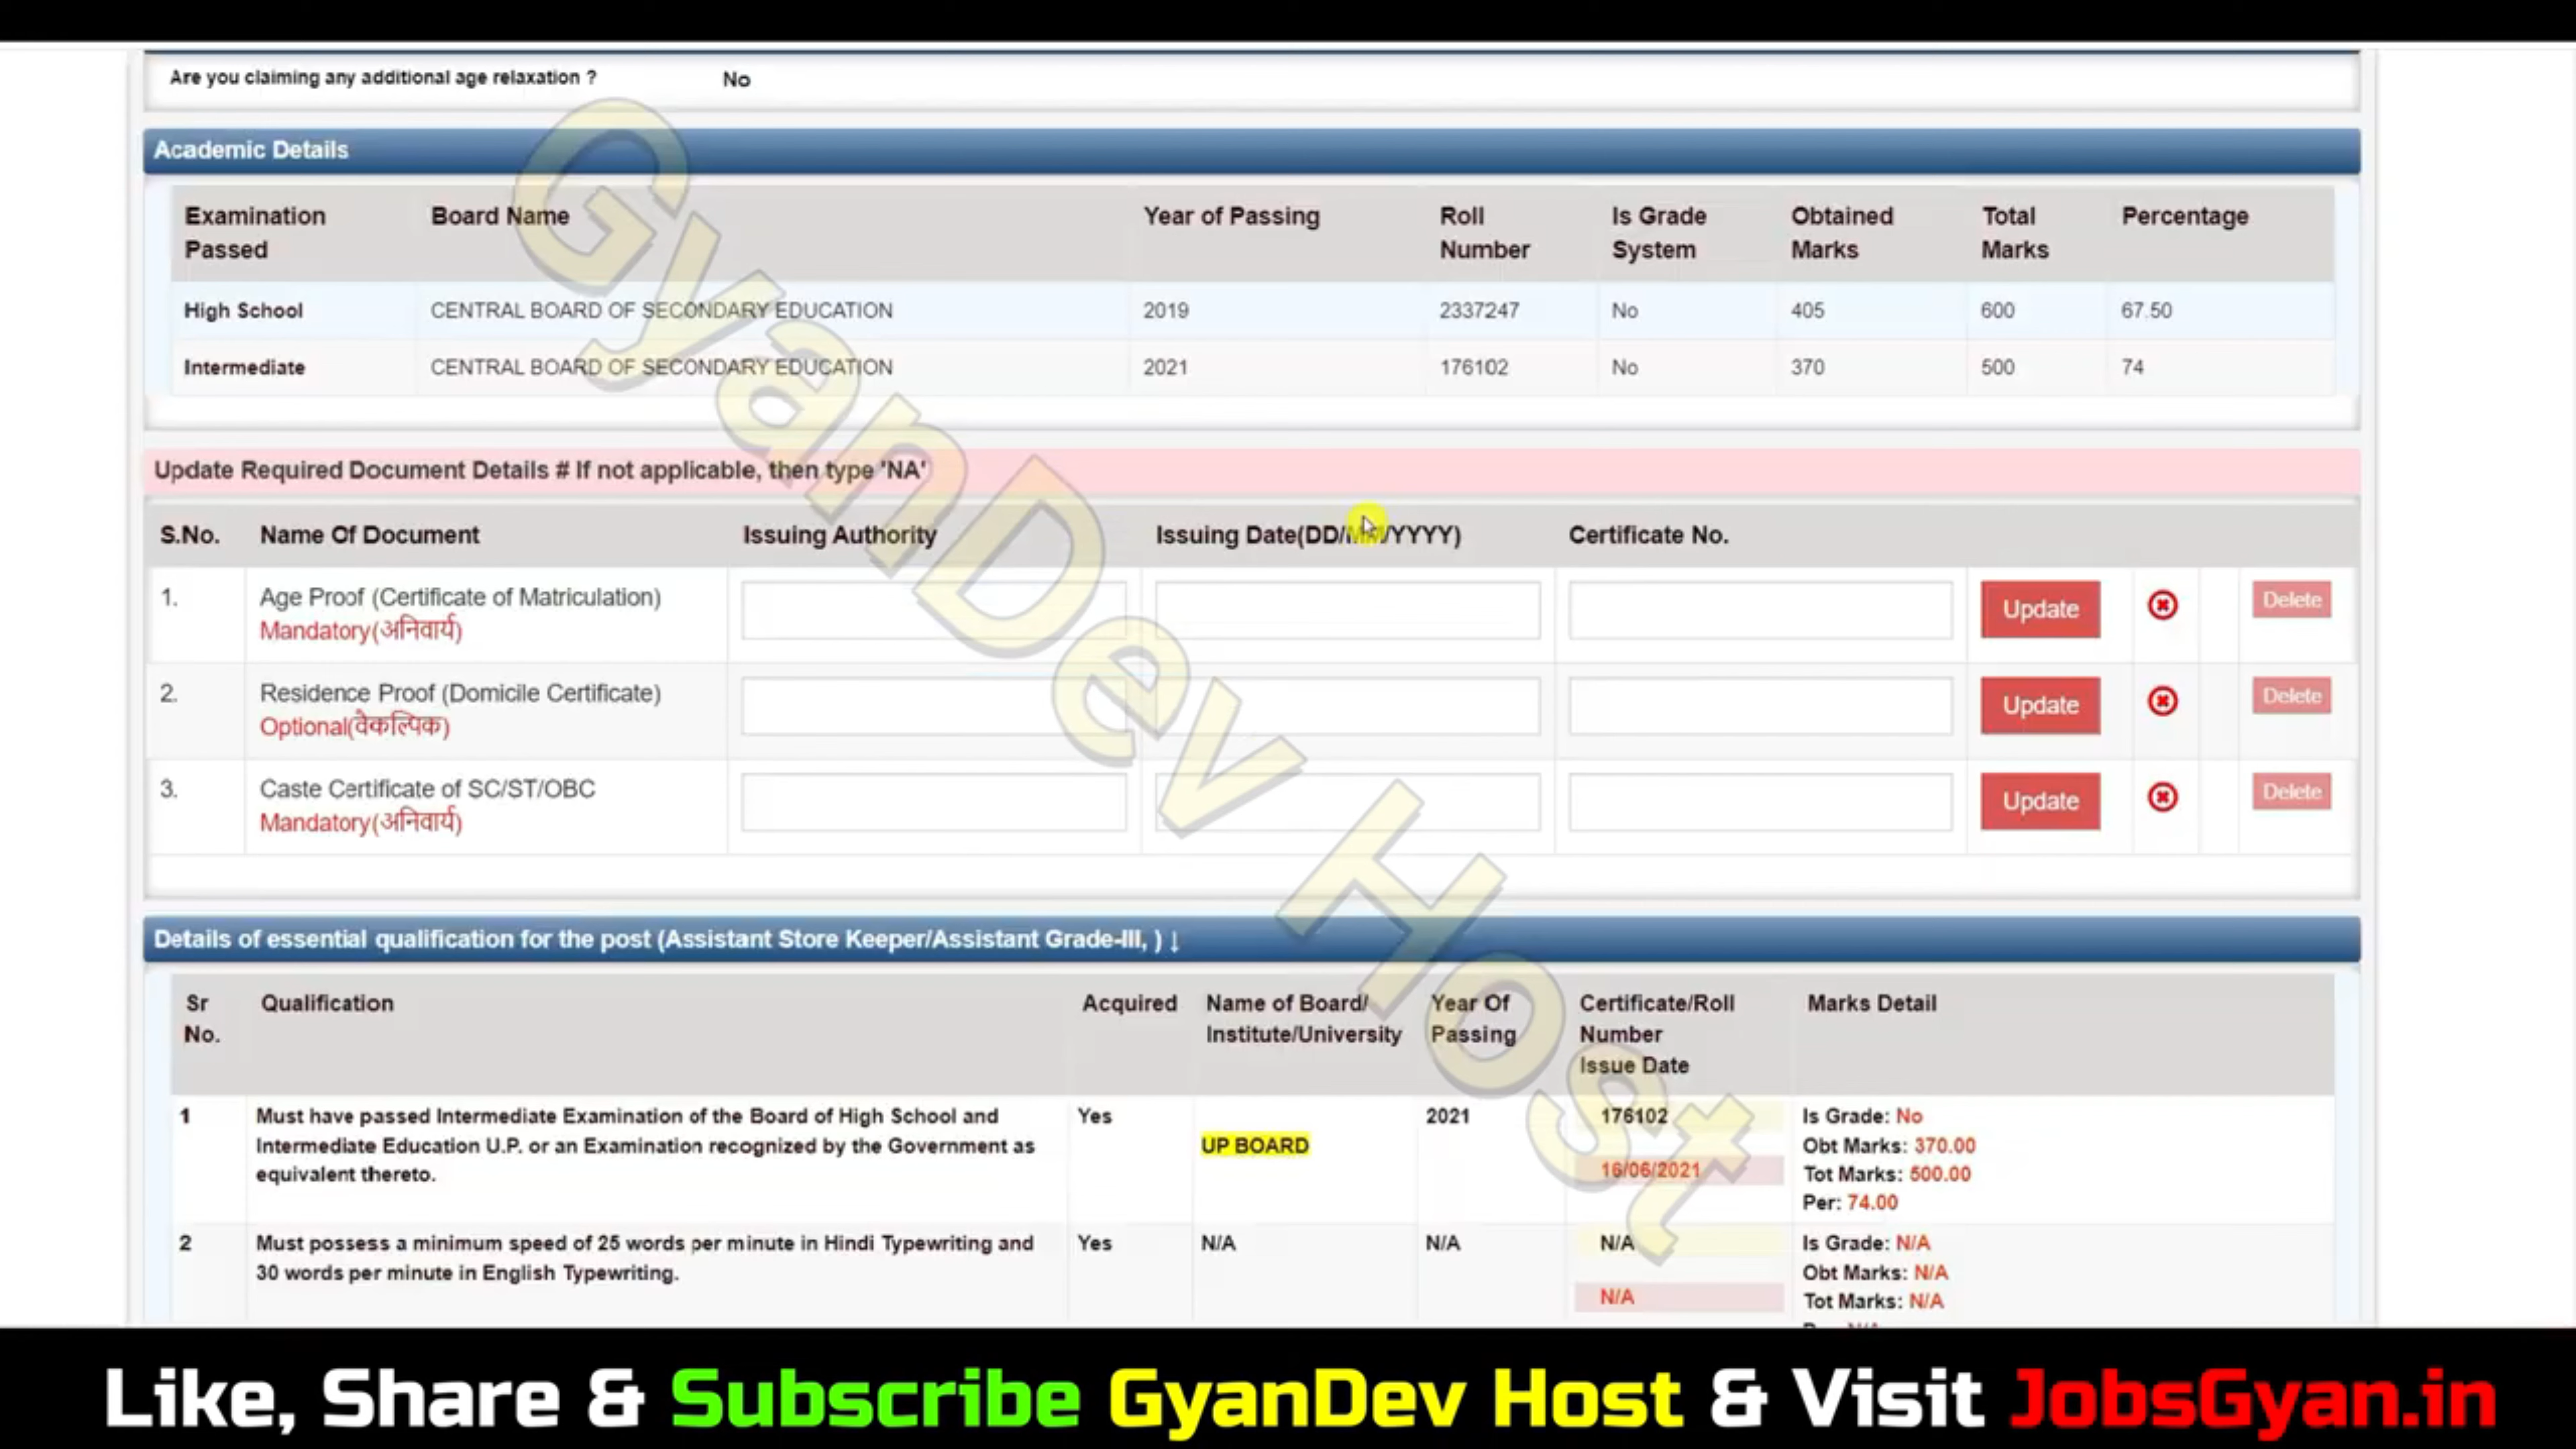 Are you claiming any additional age relaxation ? No
Academic Details
Examination Passed Board Name Year of Passing Roll Number Is Grade System Obtained Marks Total Marks Percentage
High School CENTRAL BOARD OF SECONDARY EDUCATION 2019 2337247 No 405 600 67.50
Intermediate CENTRAL BOARD OF SECONDARY EDUCATION 2021 176102 No 370 500 74
Update Required Document Details # If not applicable, then type 'NA'
S.No. Name Of Document Issuing Authority Issuing Date(DD/MM/YYYY) Certificate No.
1. Age Proof (Certificate of Matriculation) Update Delete
Mandatory(अनिवार्य)
2. Residence Proof (Domicile Certificate) Update Delete
Optional(वेकल्पिक)
3. Caste Certificate of SC/ST/OBC Update Delete
Mandatory(अनिवार्य)
Details of essential qualification for the post (Assistant Store Keeper/Assistant Grade-III, ) ↓
Sr No. Qualification Acquired Name of Board/ Institute/University Year Of Passing Certificate/Roll Number Issue Date Marks Detail
1 Must have passed Intermediate Examination of the Board of High School and Yes 2021 176102 Is Grade: No
Intermediate Education U.P. or an Examination recognized by the Government as UP BOARD Obt Marks: 370.00
equivalent thereto. 16/06/2021 Tot Marks: 500.00
Per: 74.00
2 Must possess a minimum speed of 25 words per minute in Hindi Typewriting and Yes N/A N/A N/A Is Grade: N/A
30 words per minute in English Typewriting. Obt Marks: N/A
N/A Tot Marks: N/A
GyanDev Host
Like, Share & Subscribe GyanDev Host & Visit JobsGyan.in